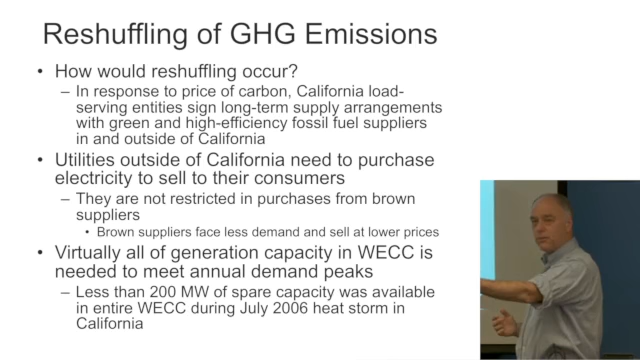 Reshuffling of GHG Emissions
• How would reshuffling occur?
– In response to price of carbon, California load-
serving entities sign long-term supply arrangements
with green and high-efficiency fossil fuel suppliers
in and outside of California
• Utilities outside of California need to purchase
electricity to sell to their consumers
– They are not restricted in purchases from brown
suppliers
• Brown suppliers face less demand and sell at lower prices
• Virtually all of generation capacity in WECC is
needed to meet annual demand peaks
– Less than 200 MW of spare capacity was available
in entire WECC during July 2006 heat storm in
California